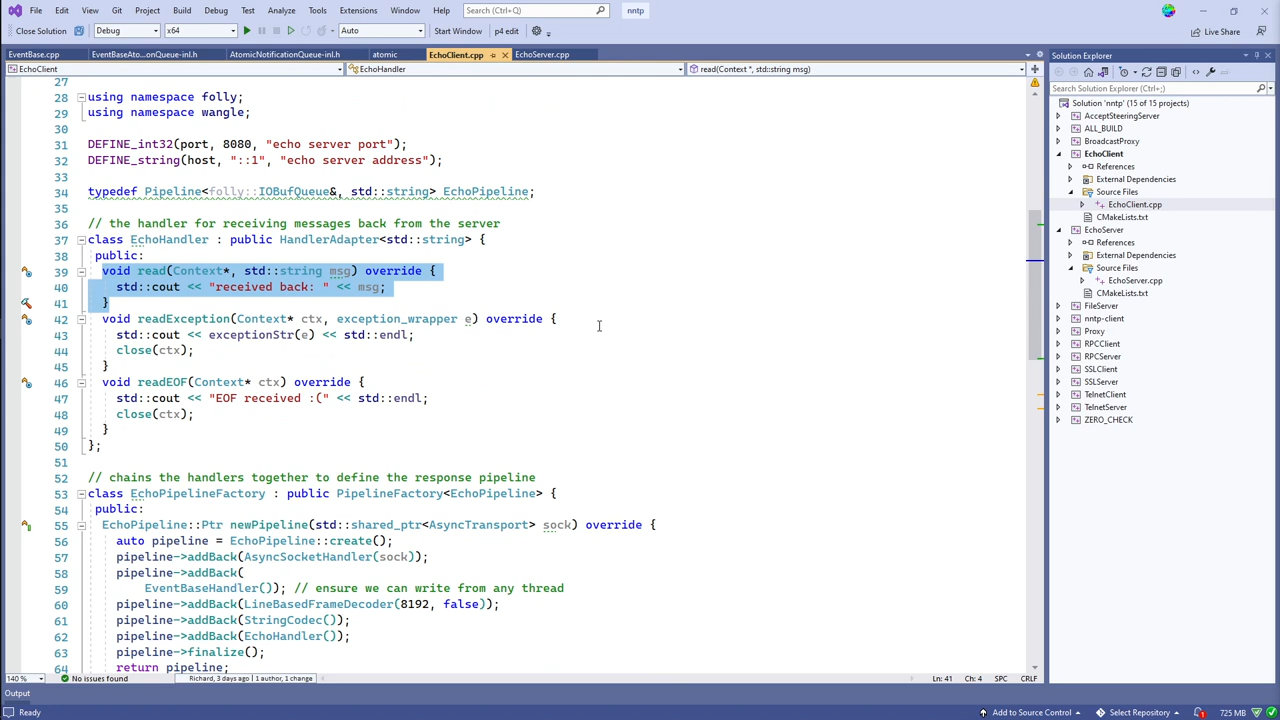 File Edit View Git Project Build Debug Test Analyze Tools Extensions Window Help Search (Ctrl+Q) nntp
Close Solution Debug x64 Auto Start Window p4 edit Live Share
EventBase.cpp EventBaseAto...onQueue-inl.h AtomicNotificationQueue-inl.h atomic EchoClient.cpp EchoServer.cpp
EchoClient EchoHandler read(Context *, std::string msg)
27
28 using namespace folly;
29 using namespace wangle;
30
31 DEFINE_int32(port, 8080, "echo server port");
32 DEFINE_string(host, "::1", "echo server address");
33
34 typedef Pipeline<folly::IOBufQueue&, std::string> EchoPipeline;
35
36 // the handler for receiving messages back from the server
37 class EchoHandler : public HandlerAdapter<std::string> {
38 public:
39 void read(Context*, std::string msg) override {
40 std::cout << "received back: " << msg;
41 }
42 void readException(Context* ctx, exception_wrapper e) override {
43 std::cout << exceptionStr(e) << std::endl;
44 close(ctx);
45 }
46 void readEOF(Context* ctx) override {
47 std::cout << "EOF received :(" << std::endl;
48 close(ctx);
49 }
50 };
51
52 // chains the handlers together to define the response pipeline
53 class EchoPipelineFactory : public PipelineFactory<EchoPipeline> {
54 public:
55 EchoPipeline::Ptr newPipeline(std::shared_ptr<AsyncTransport> sock) override {
56 auto pipeline = EchoPipeline::create();
57 pipeline->addBack(AsyncSocketHandler(sock));
58 pipeline->addBack(
59 EventBaseHandler()); // ensure we can write from any thread
60 pipeline->addBack(LineBasedFrameDecoder(8192, false));
61 pipeline->addBack(StringCodec());
62 pipeline->addBack(EchoHandler());
63 pipeline->finalize();
64 return pipeline;
140 % No issues found Richard, 3 days ago | 1 author, 1 change Ln: 41 Ch: 4 SPC CRLF
Output
Ready Add to Source Control Select Repository 1 725 MB
Solution Explorer
Search Solution Explorer (Ctrl+;)
Solution 'nntp' (15 of 15 projects)
AcceptSteeringServer
ALL_BUILD
BroadcastProxy
EchoClient
References
External Dependencies
Source Files
EchoClient.cpp
CMakeLists.txt
EchoServer
References
External Dependencies
Source Files
EchoServer.cpp
CMakeLists.txt
FileServer
nntp-client
Proxy
RPCClient
RPCServer
SSLClient
SSLServer
TelnetClient
TelnetServer
ZERO_CHECK